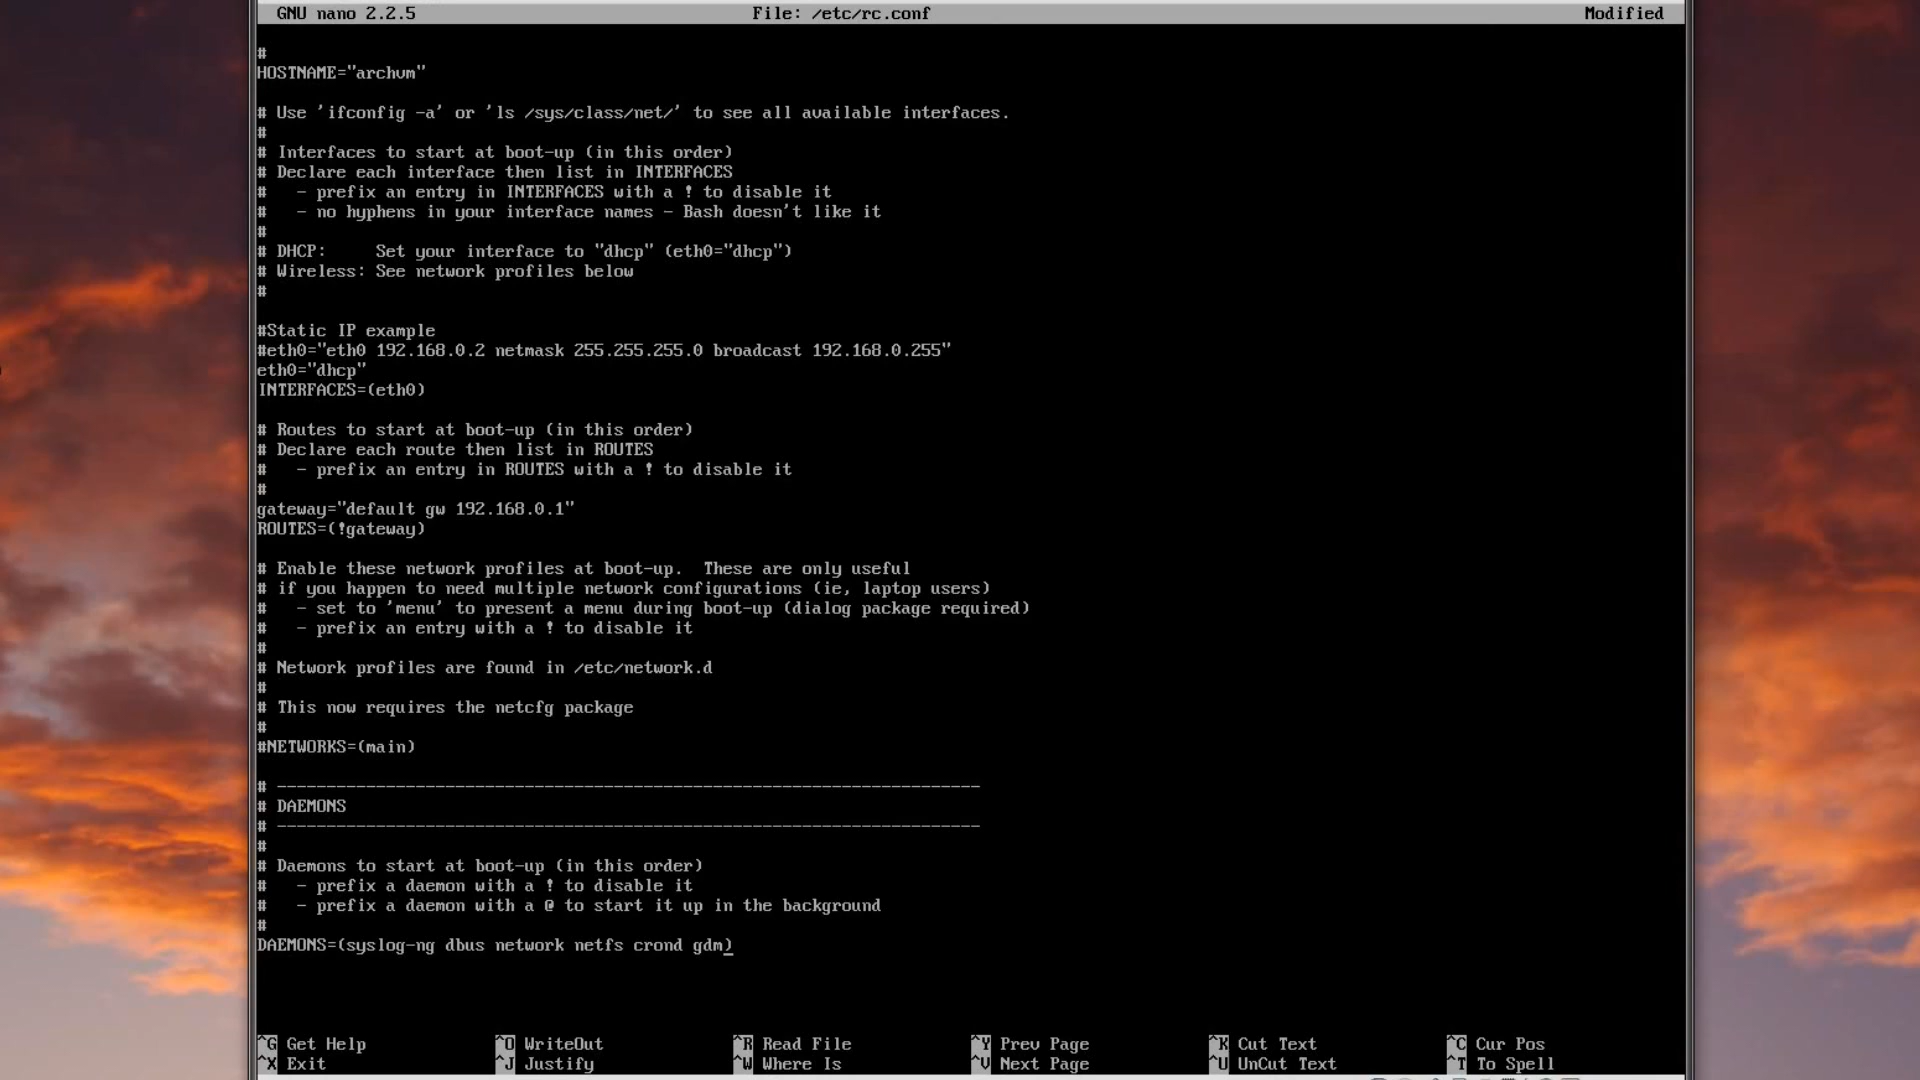 GNU nano 2.2.5 File: /etc/rc.conf Modified
#
HOSTNAME="archvm"
# Use 'ifconfig -a' or 'ls /sys/class/net/' to see all available interfaces.
#
# Interfaces to start at boot-up (in this order)
# Declare each interface then list in INTERFACES
#   - prefix an entry in INTERFACES with a ! to disable it
#   - no hyphens in your interface names - Bash doesn't like it
#
# DHCP:     Set your interface to "dhcp" (eth0="dhcp")
# Wireless: See network profiles below
#
#Static IP example
#eth0="eth0 192.168.0.2 netmask 255.255.255.0 broadcast 192.168.0.255"
eth0="dhcp"
INTERFACES=(eth0)
# Routes to start at boot-up (in this order)
# Declare each route then list in ROUTES
#   - prefix an entry in ROUTES with a ! to disable it
#
gateway="default gw 192.168.0.1"
ROUTES=(!gateway)
# Enable these network profiles at boot-up.  These are only useful
# if you happen to need multiple network configurations (ie, laptop users)
#   - set to 'menu' to present a menu during boot-up (dialog package required)
#   - prefix an entry with a ! to disable it
#
# Network profiles are found in /etc/network.d
#
# This now requires the netcfg package
#
#NETWORKS=(main)
# -----------------------------------------------------------------------
# DAEMONS
# -----------------------------------------------------------------------
#
# Daemons to start at boot-up (in this order)
#   - prefix a daemon with a ! to disable it
#   - prefix a daemon with a @ to start it up in the background
#
DAEMONS=(syslog-ng dbus network netfs crond gdm)
^G Get Help ^O WriteOut ^R Read File ^Y Prev Page ^K Cut Text ^C Cur Pos
^X Exit ^J Justify ^W Where Is ^V Next Page ^U UnCut Text ^T To Spell